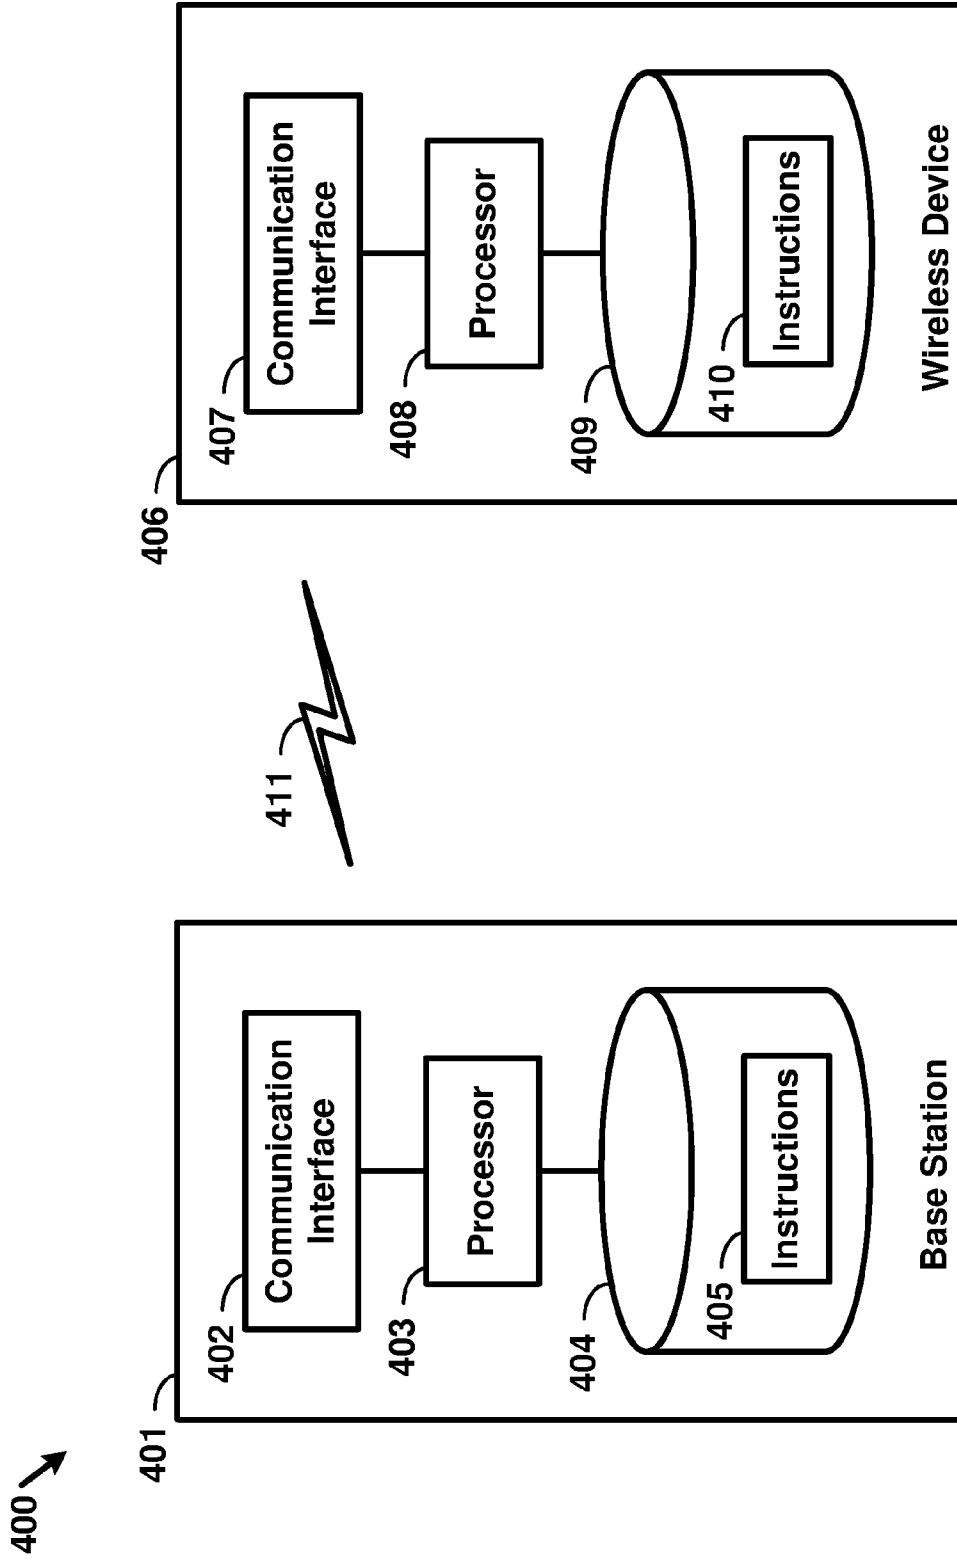 400
401
402
Communication
Interface
403
Processor
404
405
Instructions
Base Station
411
406
407
Communication
Interface
408
Processor
409
410
Instructions
Wireless Device